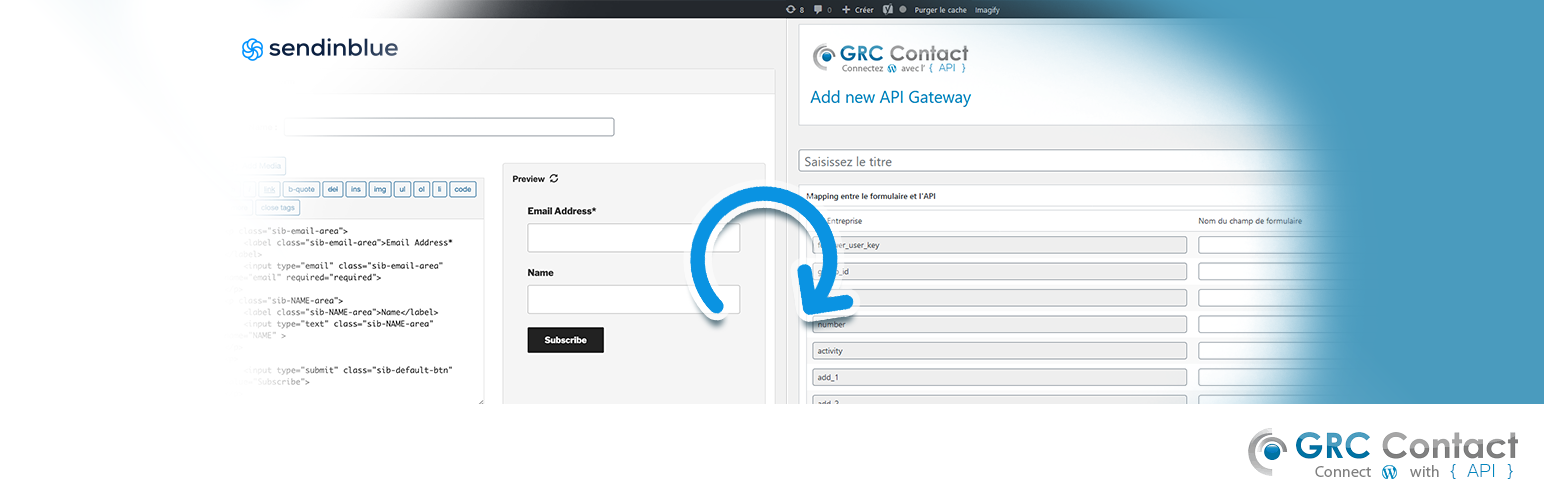 8 0 Créer Purger le cache Imagify
sendinblue
GRC Contact
Connectez avec l' { API }
Add new API Gateway
Saisissez le titre
b-quote del ins img ul ol li code
close tags
Preview
Email Address*
Name
Subscribe
class="sib-email-area">
label class="sib-email-area">Email Address*
label>
input type="email" class="sib-email-area"
"email" required="required">
class="sib-NAME-area">
label class="sib-NAME-area">Name</label>
input type="text" class="sib-NAME-area"
"NAME" >
input type="submit" class="sib-default-btn"
"Subscribe">
Mapping entre le formulaire et l'API
Entreprise Nom du champ de formulaire
user_key
number
activity
add_1
add_2
GRC Contact
Connect with { API }